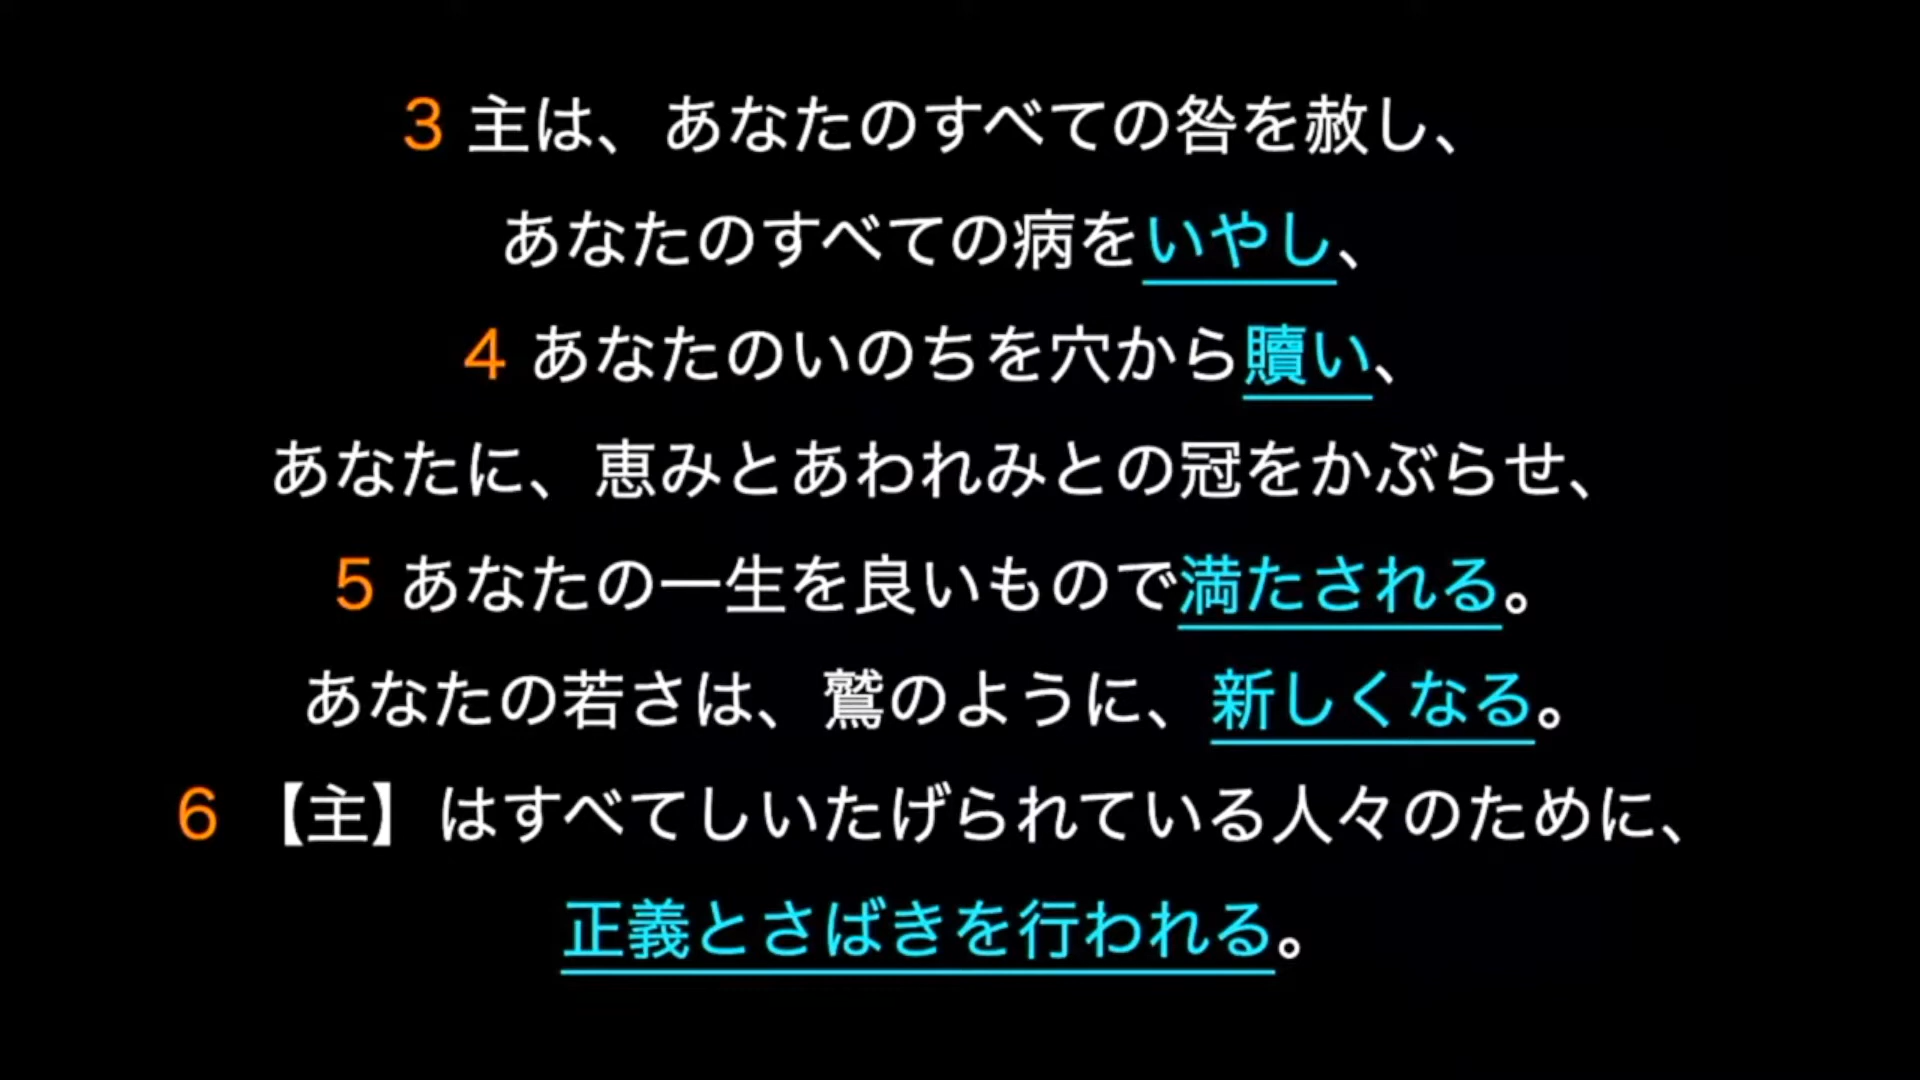 3 主は、あなたのすべての咎を赦し、
あなたのすべての病をいやし、
4 あなたのいのちを穴から贖い、
あなたに、恵みとあわれみとの冠をかぶらせ、
5 あなたの一生を良いもので満たされる。
あなたの若さは、鷲のように、新しくなる。
6 【主】はすべてしいたげられている人々のために、
正義とさばきを行われる。